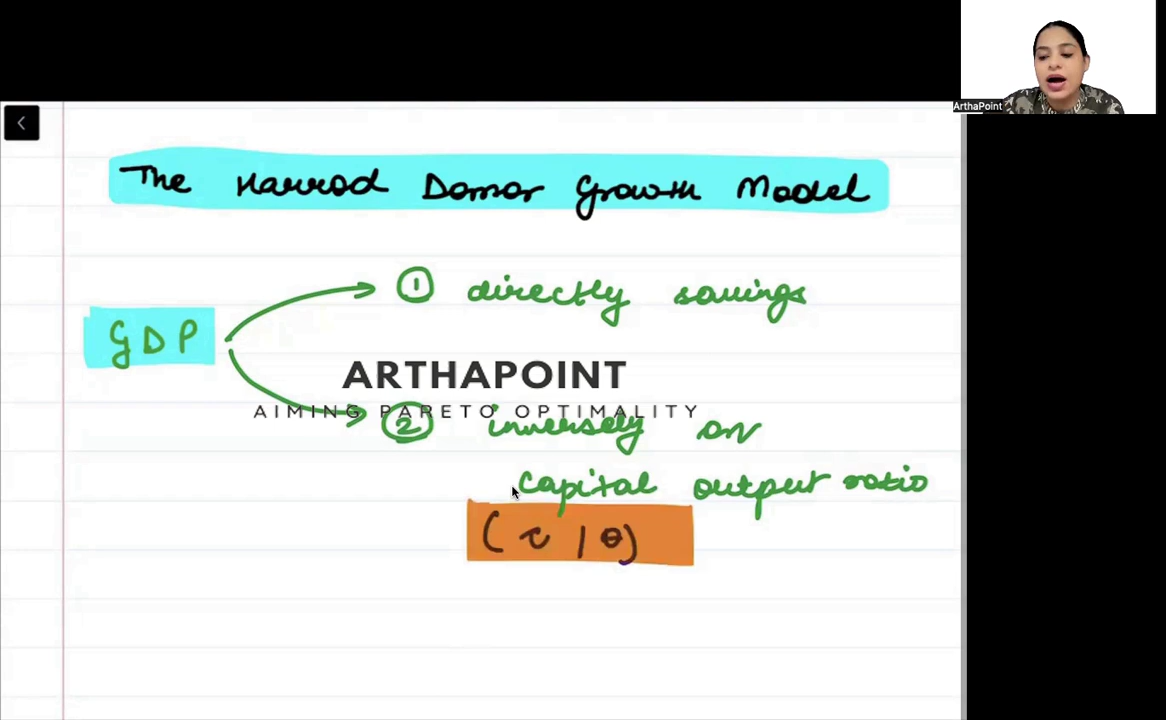 ArthaPoint
The Harrod Domar Growth Model
① directly savings
GDP
ARTHAPOINT
AIMING PARETO OPTIMALITY
② inversely on
capital output ratio
( τ / θ )